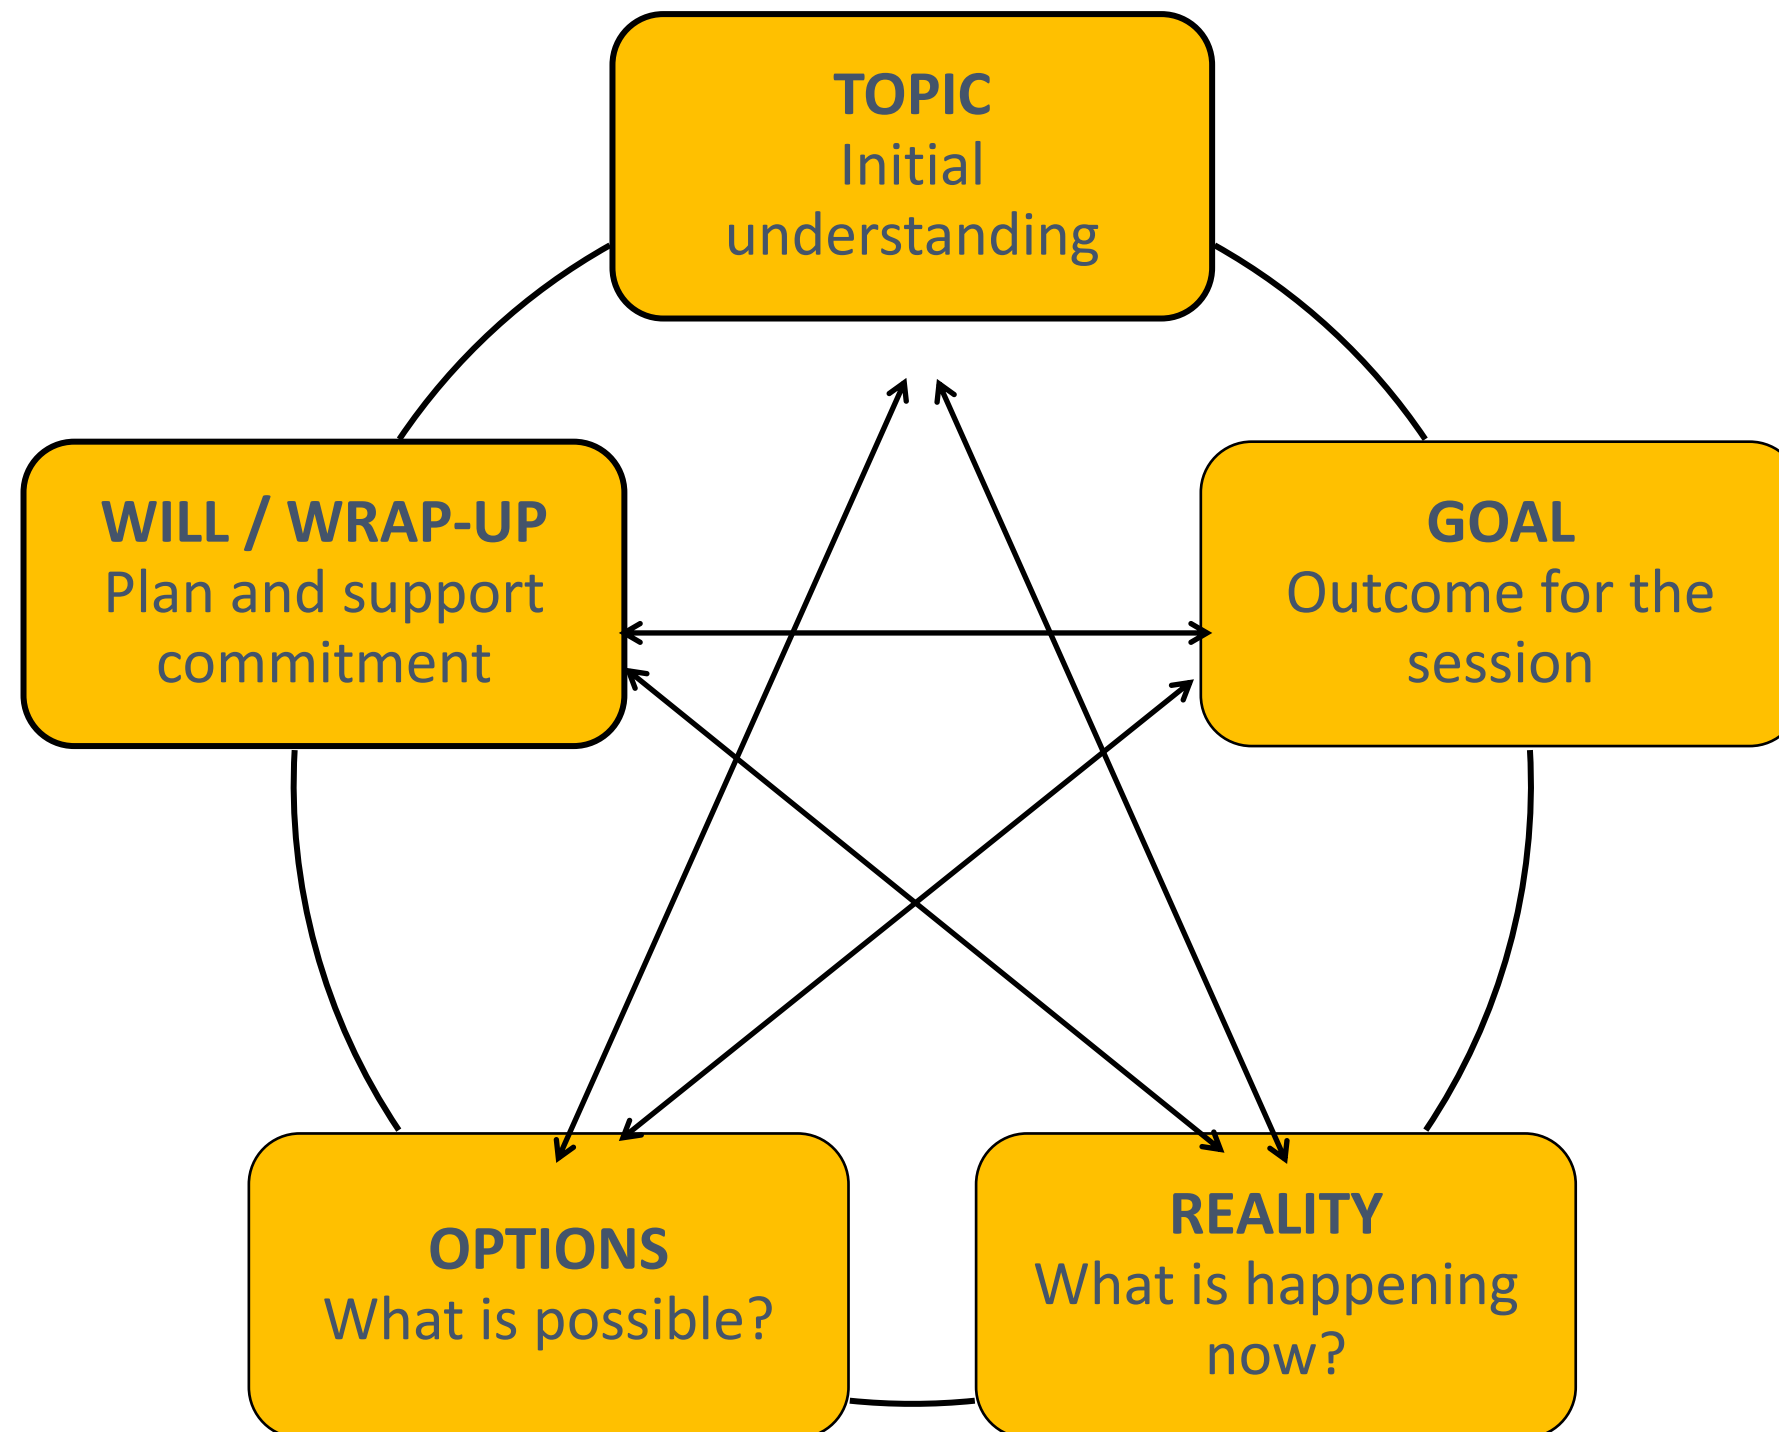 TOPIC
Initial
understanding
GOAL
Outcome for the
session
REALITY
What is happening
now?
OPTIONS
What is possible?
WILL / WRAP-UP
Plan and support
commitment